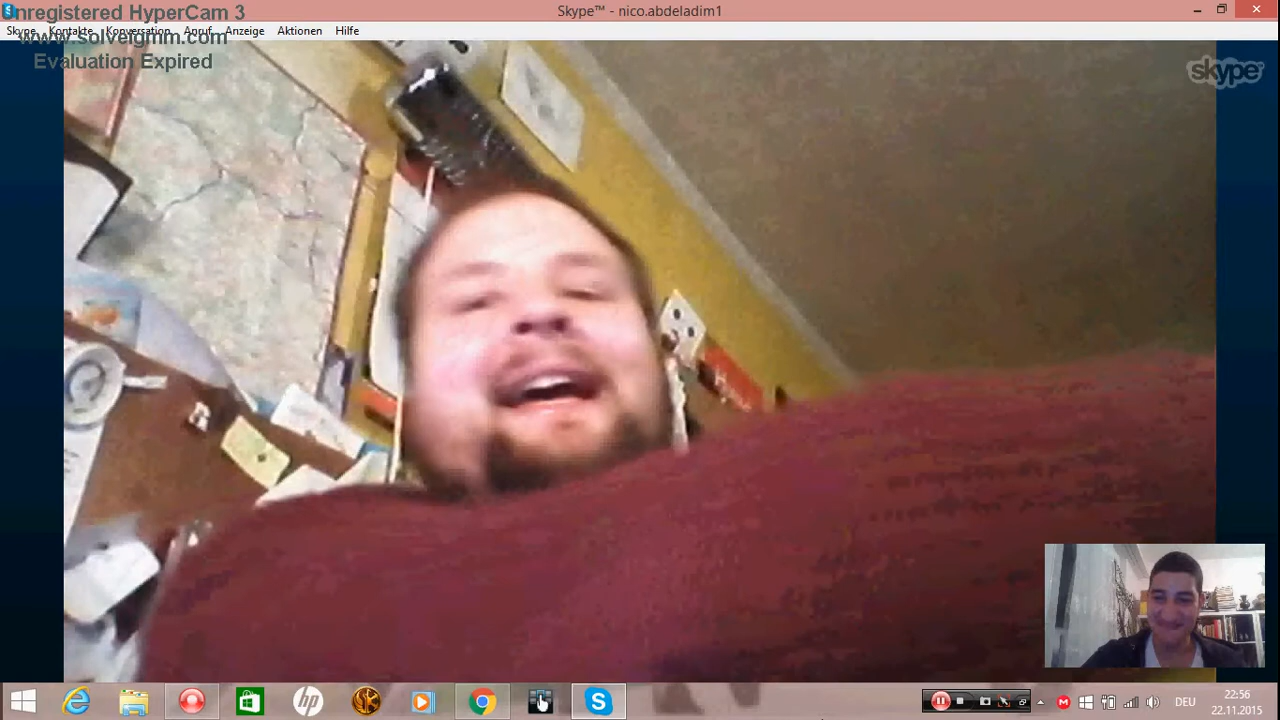 Unregistered HyperCam 3
www.solveigmm.com
Evaluation Expired
Skype™ - nico.abdeladim1
Skype Kontakte Konversation Anruf Anzeige Aktionen Hilfe
skype
DEU
22:56
22.11.2015